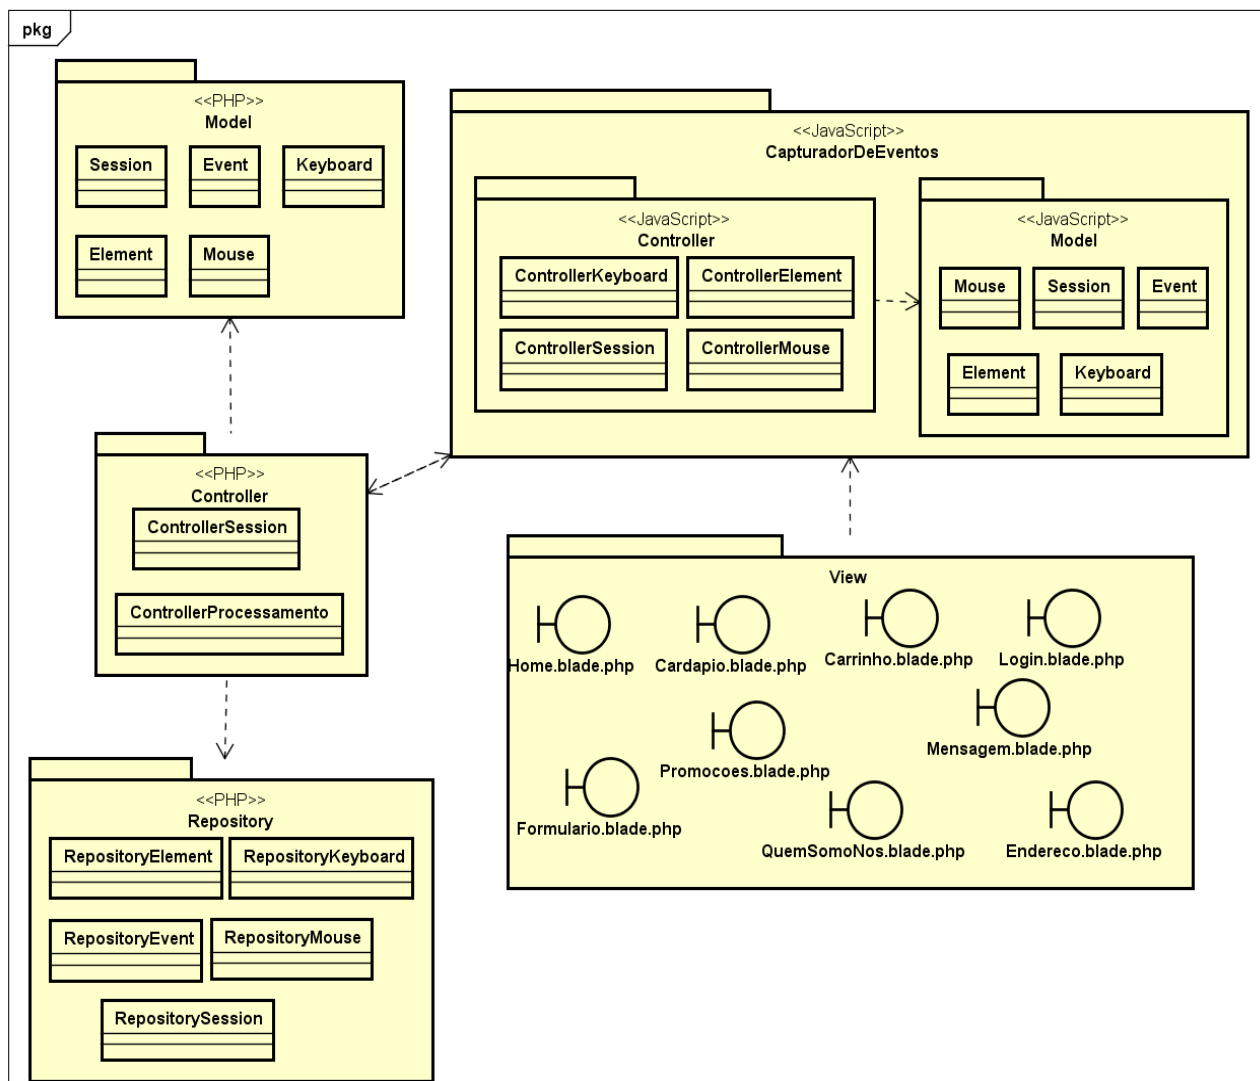 pkg
<<PHP>>
Model
Session
Event
Keyboard
Element
Mouse
<<JavaScript>>
CapturadorDeEventos
<<JavaScript>>
Controller
ControllerKeyboard
ControllerElement
ControllerSession
ControllerMouse
<<JavaScript>>
Model
Mouse
Session
Event
Element
Keyboard
<<PHP>>
Controller
ControllerSession
ControllerProcessamento
View
Home.blade.php
Cardapio.blade.php
Carrinho.blade.php
Login.blade.php
Promocoes.blade.php
Mensagem.blade.php
Formulario.blade.php
QuemSomoNos.blade.php
Endereco.blade.php
<<PHP>>
Repository
RepositoryElement
RepositoryKeyboard
RepositoryEvent
RepositoryMouse
RepositorySession